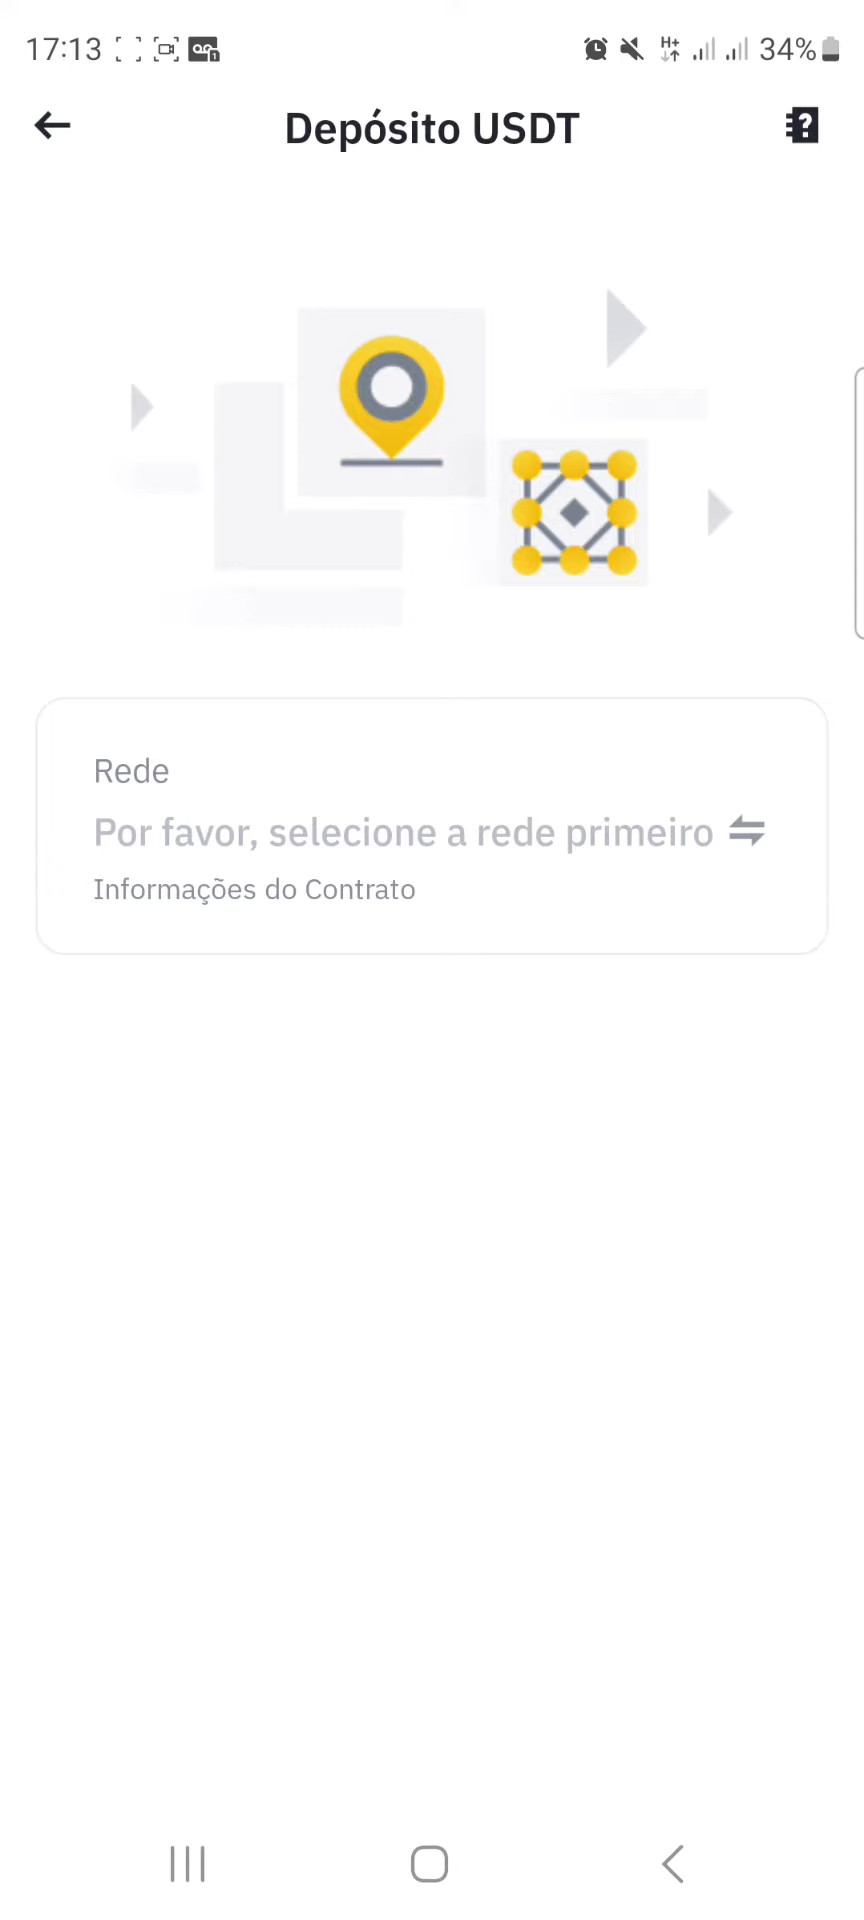 17:13
34%
Depósito USDT
Rede
Por favor, selecione a rede primeiro
Informações do Contrato